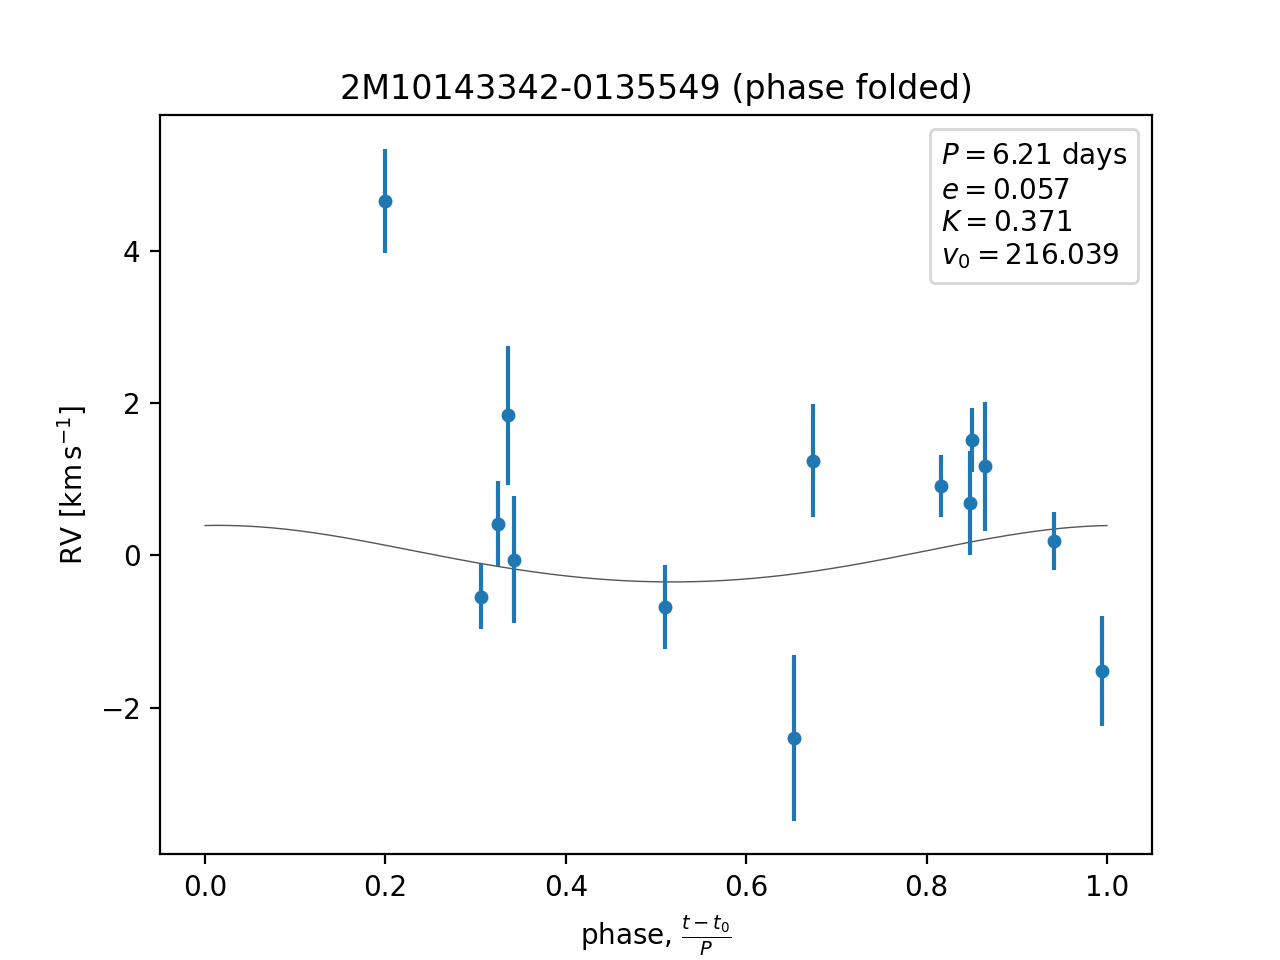 2M10143342-0135549 (phase folded)
P = 6.21 days
e = 0.057
K = 0.371
v₀ = 216.039
RV [km s⁻¹]
4
2
0
−2
0.0 0.2 0.4 0.6 0.8 1.0
phase, (t − t₀)/P